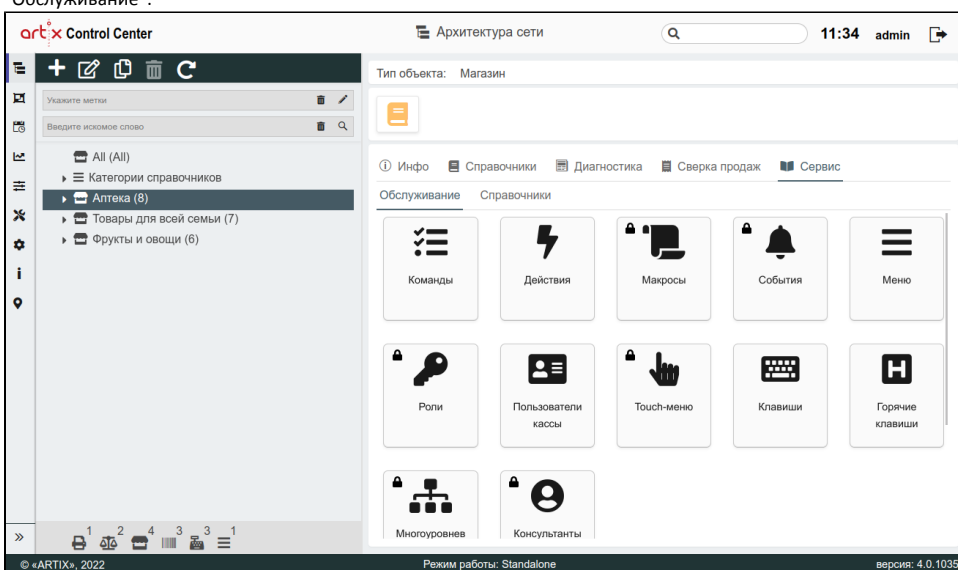 "Обслуживание":
artix Control Center
Архитектура сети
11:34 admin
Тип объекта: Магазин
Укажите метки
Введите искомое слово
All (All)
Категории справочников
Аптека (8)
Товары для всей семьи (7)
Фрукты и овощи (6)
Инфо Справочники Диагностика Сверка продаж Сервис
Обслуживание Справочники
Команды Действия Макросы События Меню
Роли Пользователи кассы Touch-меню Клавиши Горячие клавиши
Многоуровнев Консультанты
1 2 4 3 3 1
© «ARTIX», 2022 Режим работы: Standalone версия: 4.0.1035